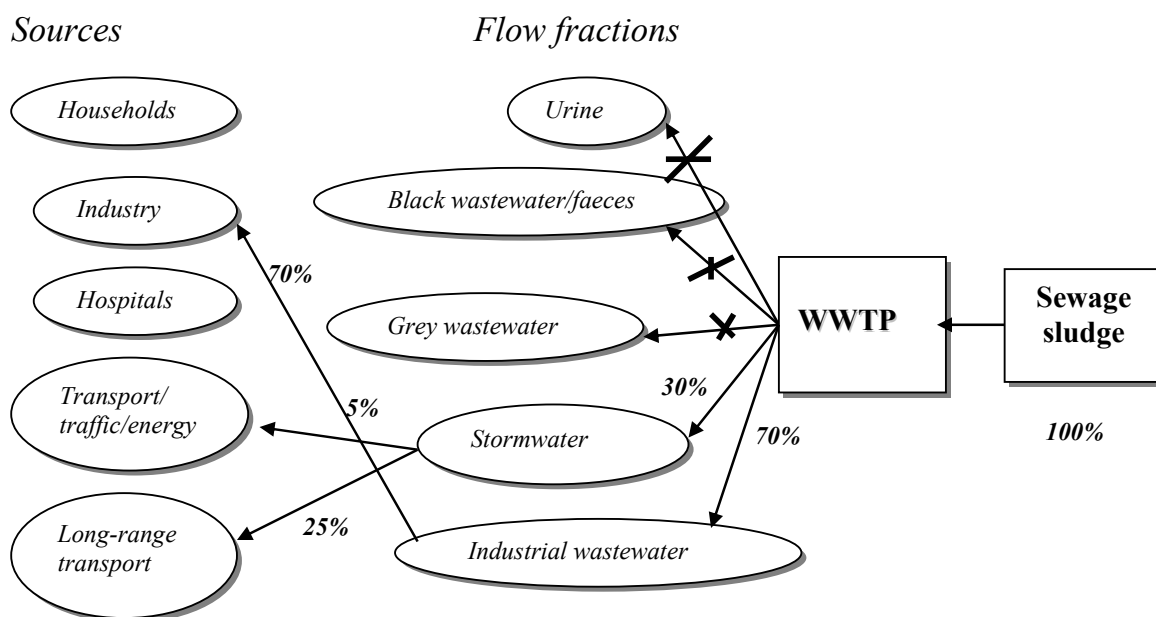 Sources
Flow fractions
Households
Urine
Industry
Black wastewater/faeces
70%
Hospitals
Grey wastewater
WWTP
Sewage
sludge
Transport/
traffic/energy
30%
5%
Stormwater
70%
100%
Long-range
transport
25%
Industrial wastewater